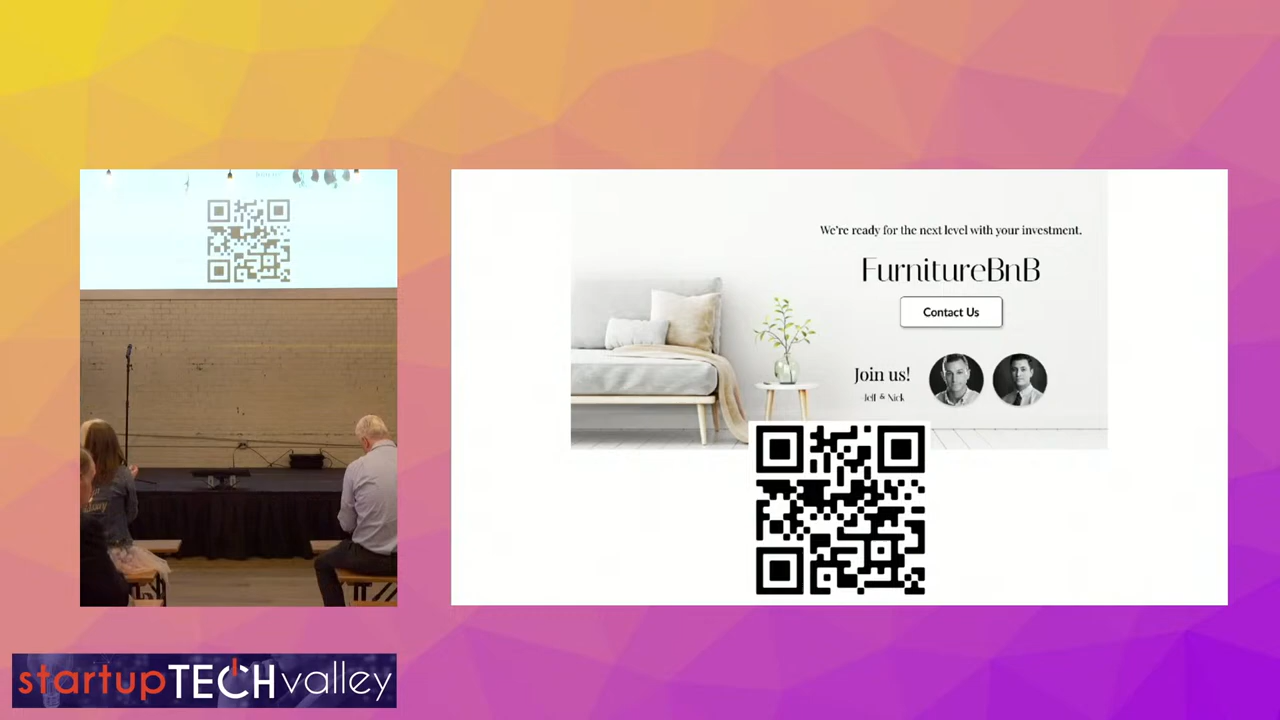 We're ready for the next level with your investment.
FurnitureBnB
Contact Us
Join us!
Jeff & Nick
startupTECHvalley